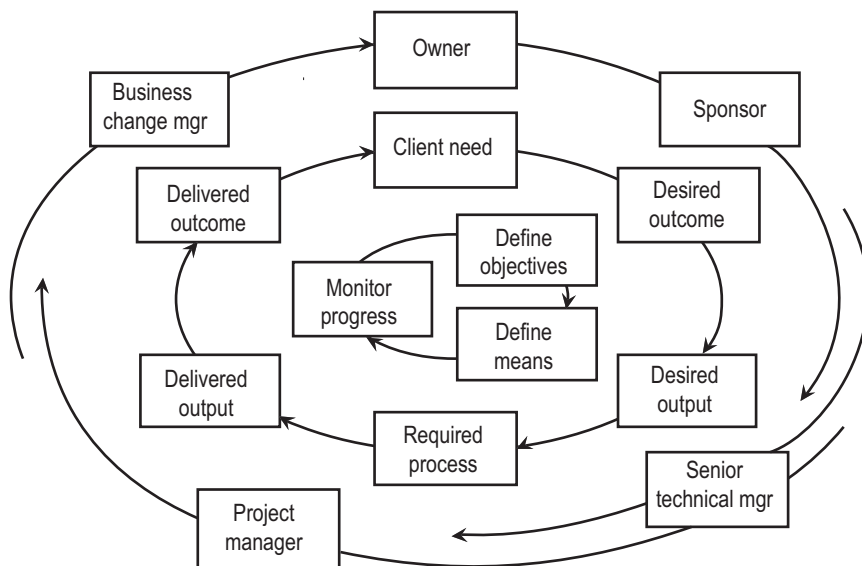 Owner
Business
change mgr
Sponsor
Client need
Delivered
outcome
Desired
outcome
Define
objectives
Monitor
progress
Define
means
Delivered
output
Desired
output
Required
process
Senior
technical mgr
Project
manager